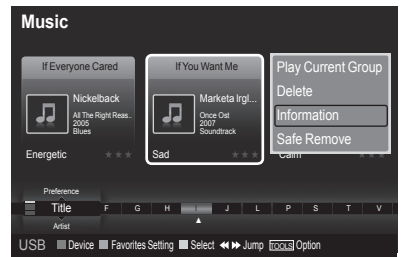 Music
If Everyone Cared
Nickelback
All The Right Reas..
2005
Blues
Energetic
If You Want Me
Marketa Irgl...
Once Ost
2007
Soundtrack
Sad
Play Current Group
Delete
Information
Safe Remove
Calm
Preference
Title F G H I J L P S T V
Artist
USB Device Favorites Setting Select Jump TOOLS Option